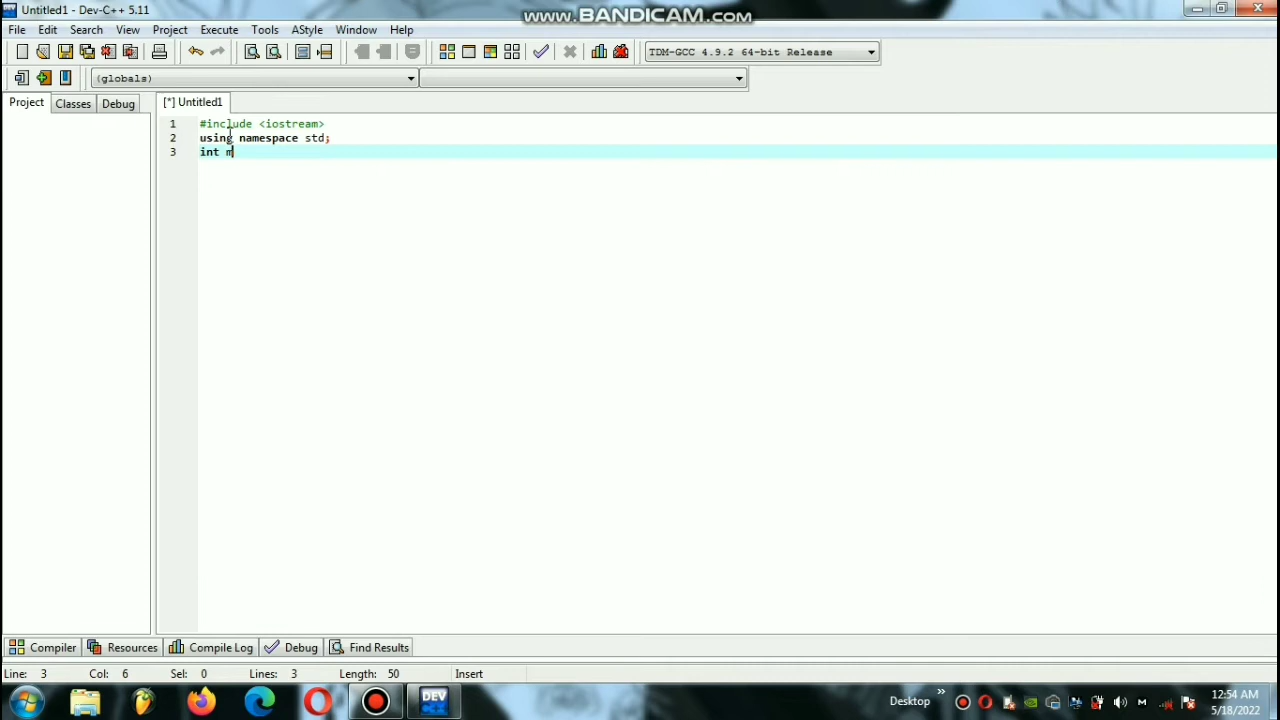 Untitled1 - Dev-C++ 5.11
www.BANDICAM.com
File Edit Search View Project Execute Tools AStyle Window Help
TDM-GCC 4.9.2 64-bit Release
(globals)
Project Classes Debug
[*] Untitled1
1 #include <iostream>
2 using namespace std;
3 int m
Compiler Resources Compile Log Debug Find Results
Line: 3 Col: 6 Sel: 0 Lines: 3 Length: 50 Insert
DEV C++
Desktop » M 12:54 AM
5/18/2022